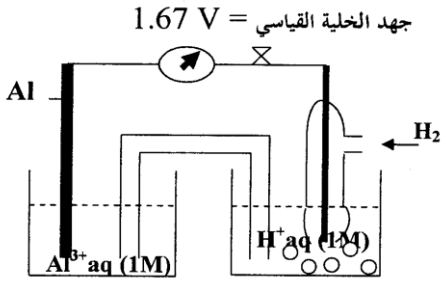 جهد الخلية القياسي = 1.67 V
Al
H₂
Al³⁺aq (1M)
H⁺aq (1M)